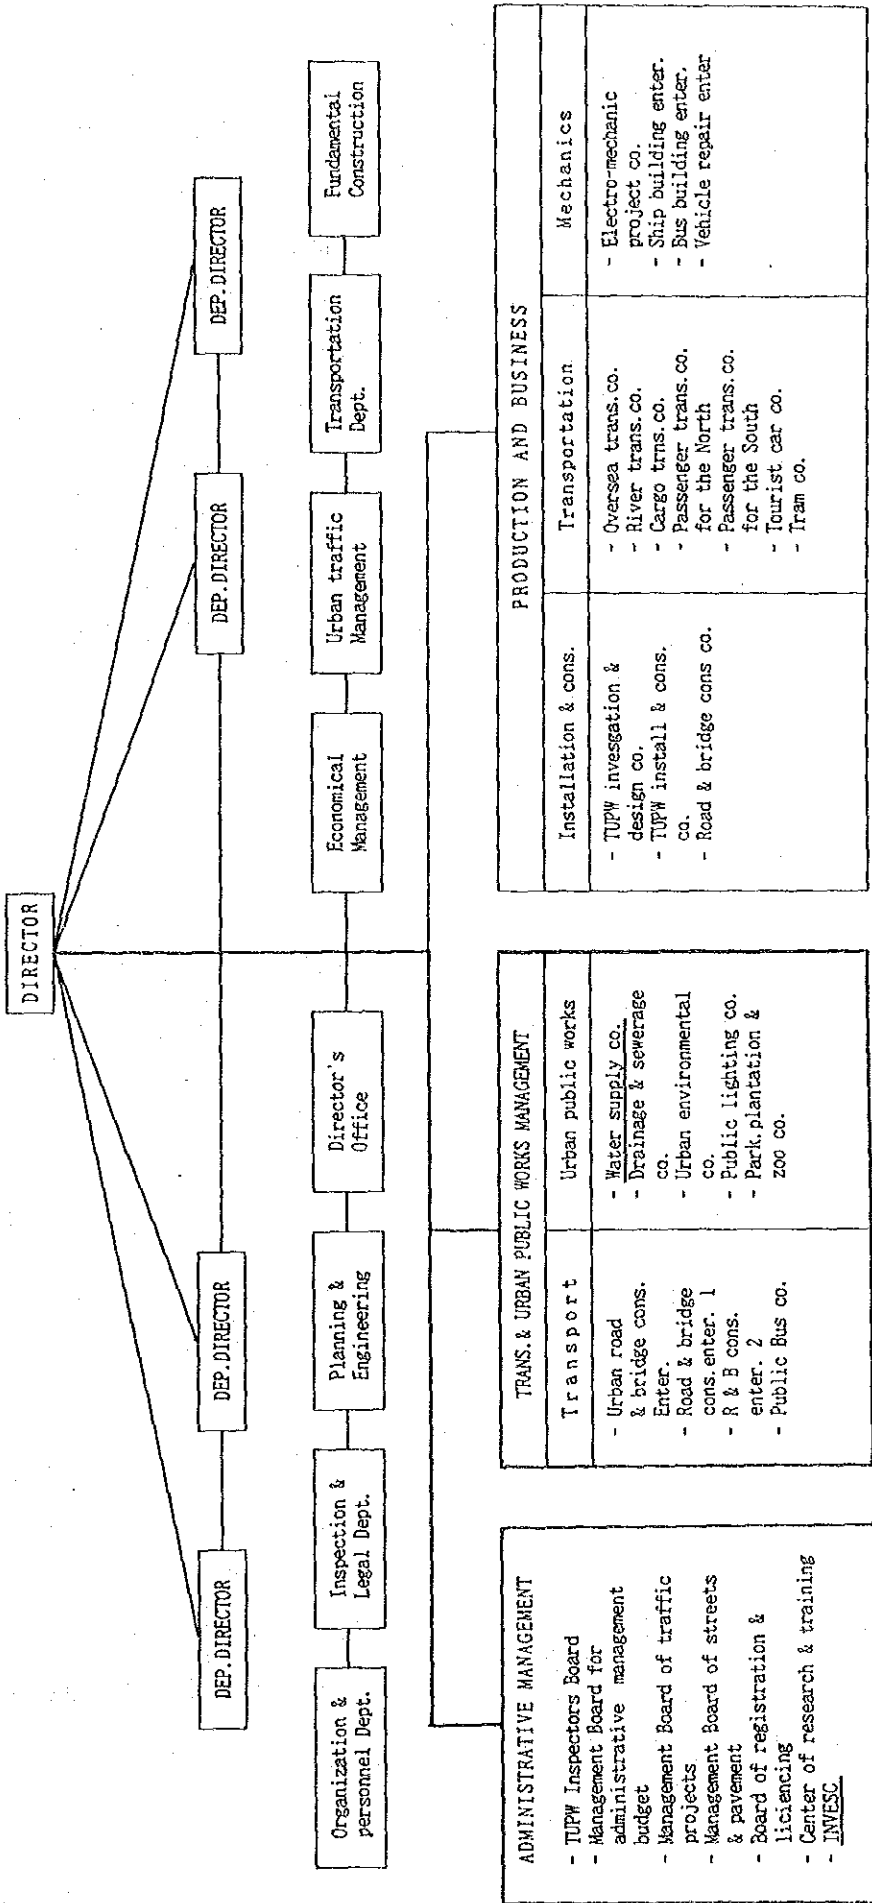 DIRECTOR
DEP.DIRECTOR
DEP.DIRECTOR
DEP.DIRECTOR
DEP.DIRECTOR
Organization &
personnel Dept.
Inspection &
Legal Dept.
Planning &
Engineering
Director's
Office
Economical
Management
Urban traffic
Management
Transportation
Dept.
Fundamental
Construction
ADMINISTRATIVE MANAGEMENT
- TUPW Inspectors Board
- Management Board for
administrative management
budget
- Management Board of traffic
projects
- Management Board of streets
& pavement
- Board of registration &
liciencing
- Center of research & training
- INVESC
TRANS.& URBAN PUBLIC WORKS MANAGEMENT
Transport
- Urban road
& bridge cons.
Enter.
- Road & bridge
cons.enter. 1
- R & B cons.
enter. 2
- Public Bus co.
Urban public works
- Water supply co.
- Drainage & sewerage
co.
- Urban environmental
co.
- Public lighting co.
- Park.plantation &
zoo co.
PRODUCTION AND BUSINESS
Installation & cons.
- TUPW invesgation &
design co.
- TUPW install & cons.
co.
- Road & bridge cons co.
Transportation
- Oversea trans.co.
- River trans.co.
- Cargo trns.co.
- Passenger trans.co.
for the North
- Passenger trans.co.
for the South
- Tourist car co.
- Tram co.
Mechanics
- Electro-mechanic
project co.
- Ship building enter.
- Bus building enter.
- Vehicle repair enter